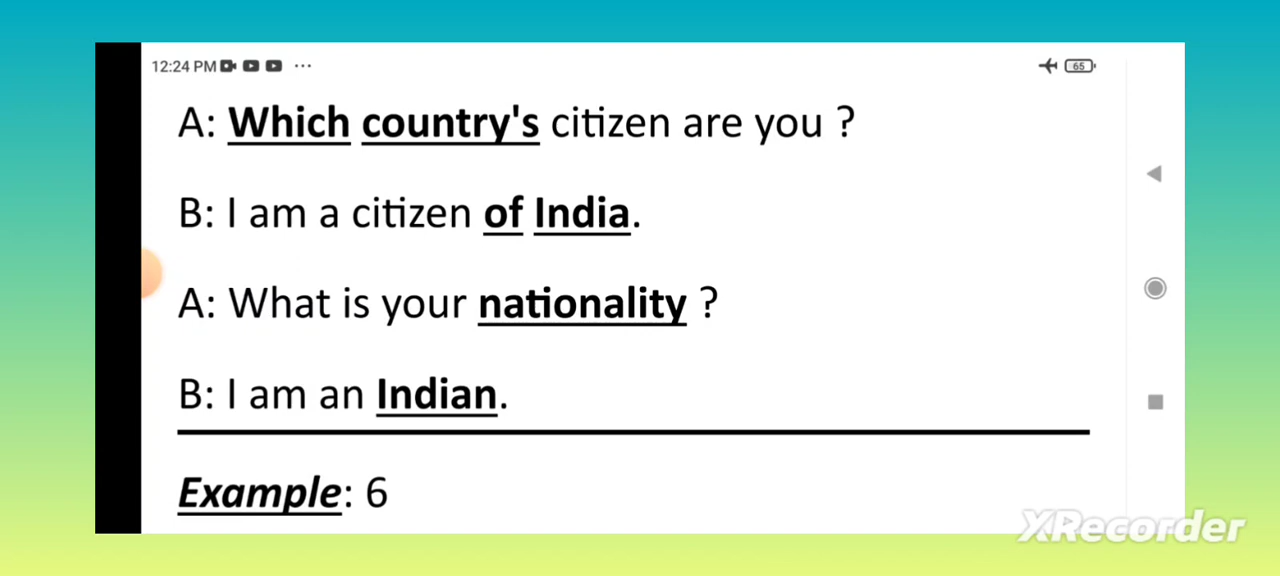 12:24 PM
65
A: Which country's citizen are you ?
B: I am a citizen of India.
A: What is your nationality ?
B: I am an Indian.
Example: 6
XRecorder